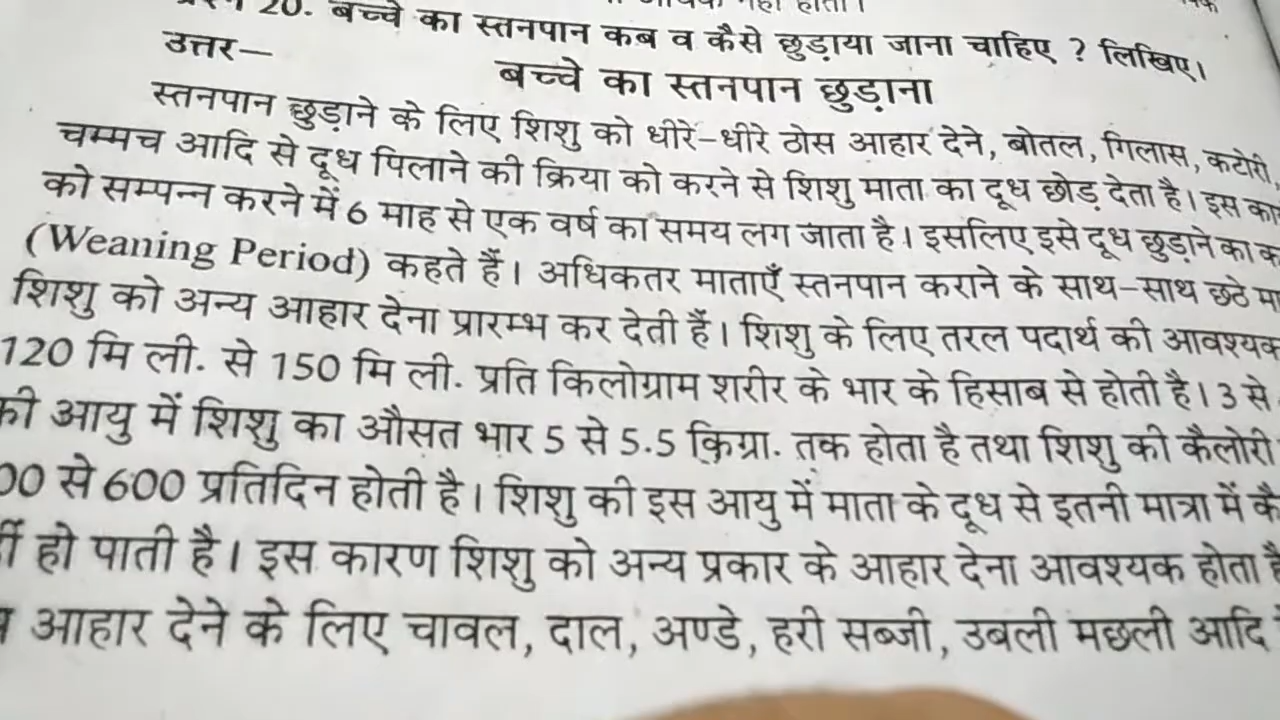 20. बच्चे का स्तनपान कब व कैसे छुड़ाया जाना चाहिए ? लिखिए।
उत्तर—
बच्चे का स्तनपान छुड़ाना
स्तनपान छुड़ाने के लिए शिशु को धीरे-धीरे ठोस आहार देने, बोतल, गिलास, कटोरी,
चम्मच आदि से दूध पिलाने की क्रिया को करने से शिशु माता का दूध छोड़ देता है। इस
को सम्पन्न करने में 6 माह से एक वर्ष का समय लग जाता है। इसलिए इसे दूध छुड़ाने का
(Weaning Period) कहते हैं। अधिकतर माताएँ स्तनपान कराने के साथ-साथ छठे
शिशु को अन्य आहार देना प्रारम्भ कर देती हैं। शिशु के लिए तरल पदार्थ की
120 मि ली. से 150 मि ली. प्रति किलोग्राम शरीर के भार के हिसाब से होती है। 3 से
की आयु में शिशु का औसत भार 5 से 5.5 किग्रा. तक होता है तथा शिशु की कैलोरी
से 600 प्रतिदिन होती है। शिशु की इस आयु में माता के दूध से इतनी मात्रा में
हो पाती है। इस कारण शिशु को अन्य प्रकार के आहार देना आवश्यक होता
आहार देने के लिए चावल, दाल, अण्डे, हरी सब्जी, उबली मछली आदि